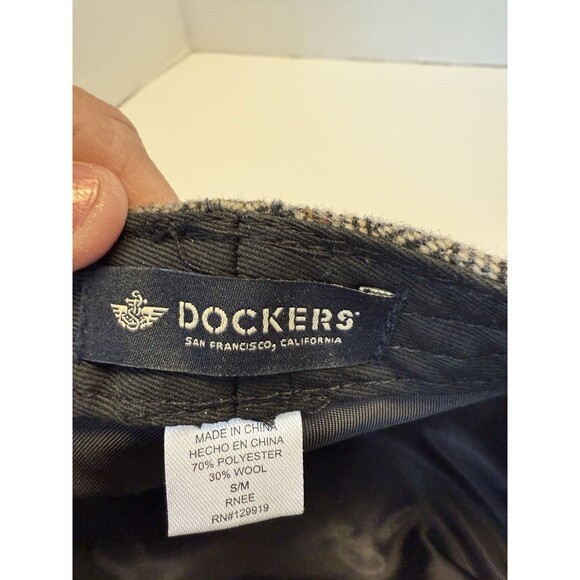 DOCKERS
SAN FRANCISCO, CALIFORNIA
MADE IN CHINA
HECHO EN CHINA
70% POLYESTER
30% WOOL
S/M
RNEE
RN#129919